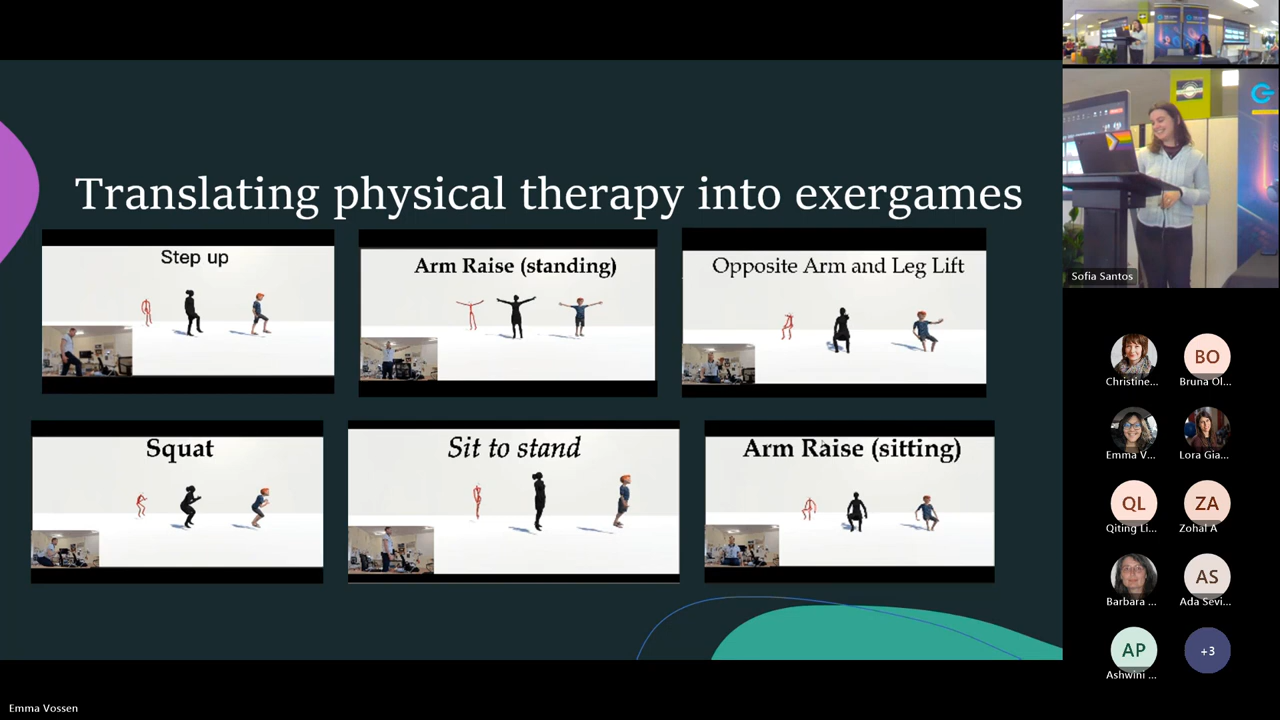 Translating physical therapy into exergames
Step up
Arm Raise (standing)
Opposite Arm and Leg Lift
Squat
Sit to stand
Arm Raise (sitting)
Sofia Santos
BO
Christine...
Bruna Ol...
Emma V...
Lora Gia...
QL
ZA
Qiting Li...
Zohal A
AS
Barbara ...
Ada Sevi...
AP
+3
Ashwini ...
Emma Vossen